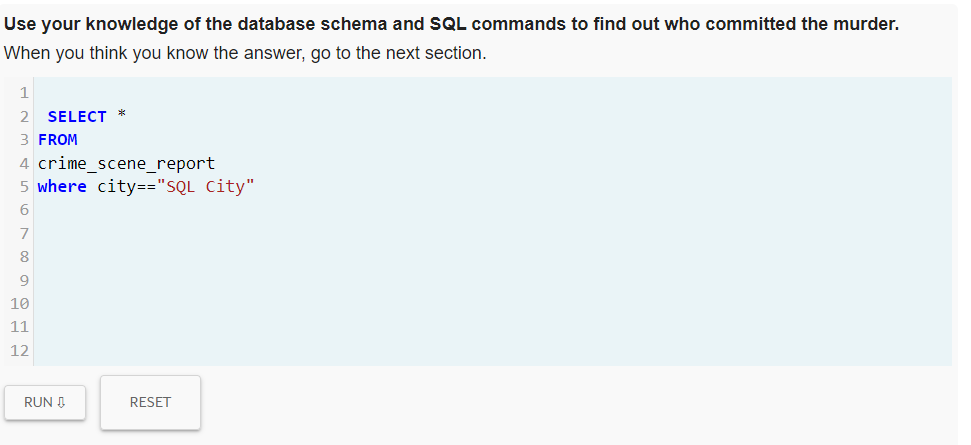 Use your knowledge of the database schema and SQL commands to find out who committed the murder.
When you think you know the answer, go to the next section.
1
2 SELECT *
3 FROM
4 crime_scene_report
5 where city=="SQL City"
6
7
8
9
10
11
12
RUN ⇩ RESET